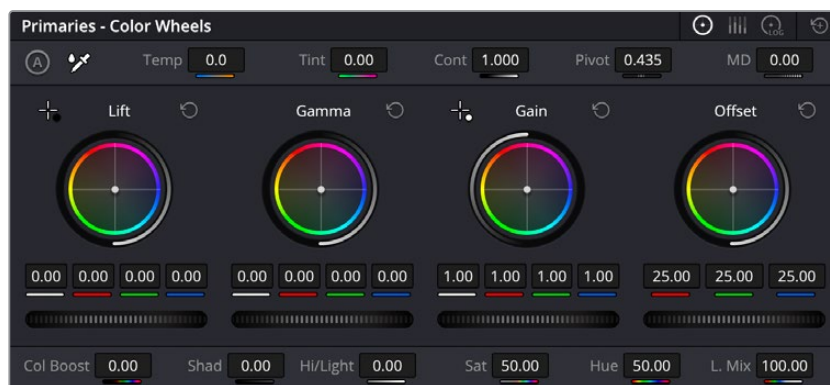 Primaries - Color Wheels
LOG
A Temp 0.0 Tint 0.00 Cont 1.000 Pivot 0.435 MD 0.00
Lift Gamma Gain Offset
0.00 0.00 0.00 0.00 0.00 0.00 0.00 0.00 1.00 1.00 1.00 1.00 25.00 25.00 25.00
Col Boost 0.00 Shad 0.00 Hi/Light 0.00 Sat 50.00 Hue 50.00 L. Mix 100.00